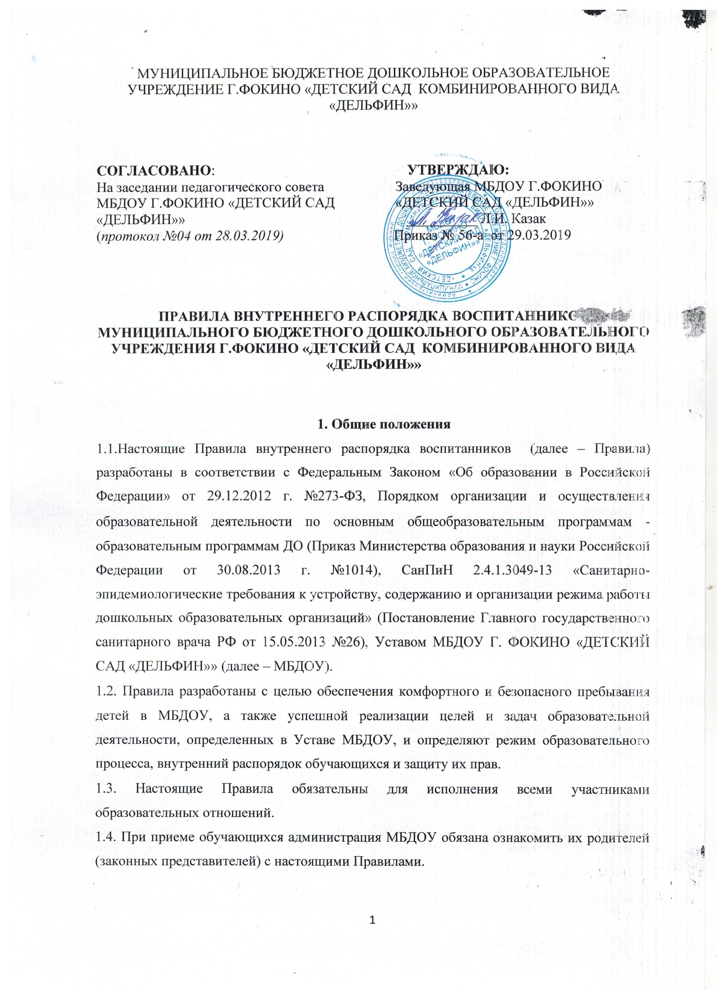 МУНИЦИПАЛЬНОЕ БЮДЖЕТНОЕ ДОШКОЛЬНОЕ ОБРАЗОВАТЕЛЬНОЕ
УЧРЕЖДЕНИЕ Г.ФОКИНО «ДЕТСКИЙ САД КОМБИНИРОВАННОГО ВИДА
«ДЕЛЬФИН»»
СОГЛАСОВАНО:
На заседании педагогического совета
МБДОУ Г.ФОКИНО «ДЕТСКИЙ САД
«ДЕЛЬФИН»»
(протокол №04 от 28.03.2019)
УТВЕРЖДАЮ:
Заведующая МБДОУ Г.ФОКИНО
«ДЕТСКИЙ САД «ДЕЛЬФИН»»
Л.И. Казак
Приказ № 56-а от 29.03.2019
МБДОУ
Г. ФОКИНО
«ДЕТСКИЙ САД
«ДЕЛЬФИН»»
ПРАВИЛА ВНУТРЕННЕГО РАСПОРЯДКА
МУНИЦИПАЛЬНОГО БЮДЖЕТНОГО ДОШКОЛЬНОГО ОБРАЗОВАТЕЛЬНОГО
УЧРЕЖДЕНИЯ Г.ФОКИНО «ДЕТСКИЙ САД КОМБИНИРОВАННОГО ВИДА
«ДЕЛЬФИН»»
1. Общие положения
1.1.Настоящие Правила внутреннего распорядка воспитанников (далее – Правила)
разработаны в соответствии с Федеральным Законом «Об образовании в Российской
Федерации» от 29.12.2012 г. №273-ФЗ, Порядком организации и осуществления
образовательной деятельности по основным общеобразовательным программам -
образовательным программам ДО (Приказ Министерства образования и науки Российской
Федерации от 30.08.2013 г. №1014), СанПиН 2.4.1.3049-13 «Санитарно-
эпидемиологические требования к устройству, содержанию и организации режима работы
дошкольных образовательных организаций» (Постановление Главного государственного
санитарного врача РФ от 15.05.2013 №26), Уставом МБДОУ Г. ФОКИНО «ДЕТСКИЙ
САД «ДЕЛЬФИН»» (далее – МБДОУ).
1.2. Правила разработаны с целью обеспечения комфортного и безопасного пребывания
детей в МБДОУ, а также успешной реализации целей и задач образовательной
деятельности, определенных в Уставе МБДОУ, и определяют режим образовательного
процесса, внутренний распорядок обучающихся и защиту их прав.
1.3. Настоящие Правила обязательны для исполнения всеми участниками
образовательных отношений.
1.4. При приеме обучающихся администрация МБДОУ обязана ознакомить их родителей
(законных представителей) с настоящими Правилами.
1